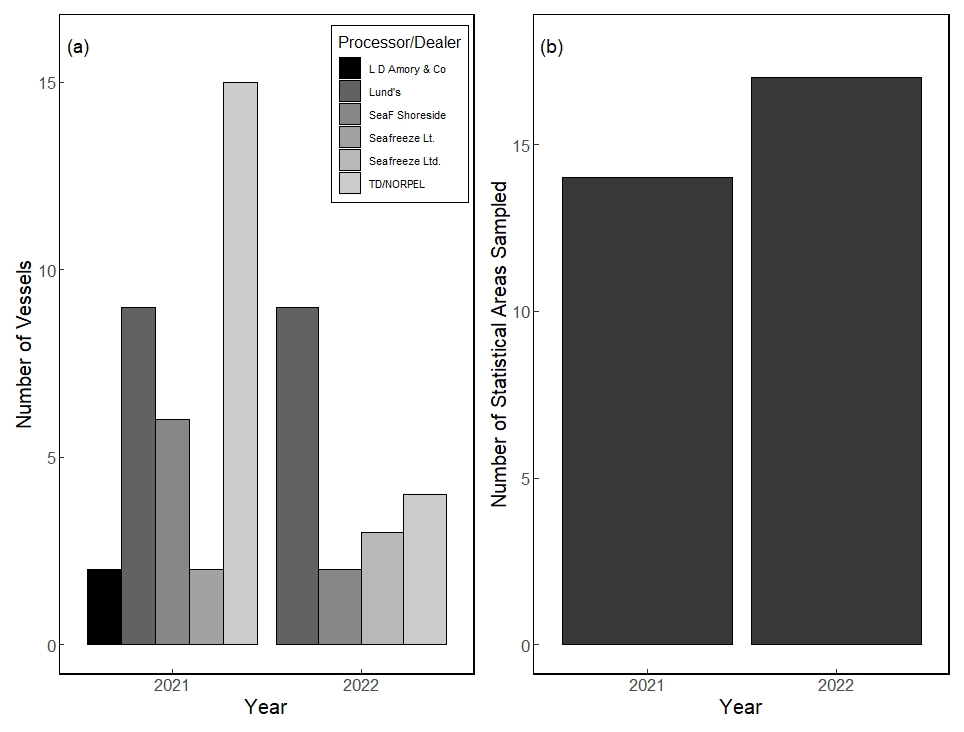 (a)
Processor/Dealer
L D Amory & Co
Lund's
SeaF Shoreside
Seafreeze Lt.
Seafreeze Ltd.
TD/NORPEL
Number of Vessels
15
10
5
0
2021
2022
Year
(b)
Number of Statistical Areas Sampled
15
10
5
0
2021
2022
Year